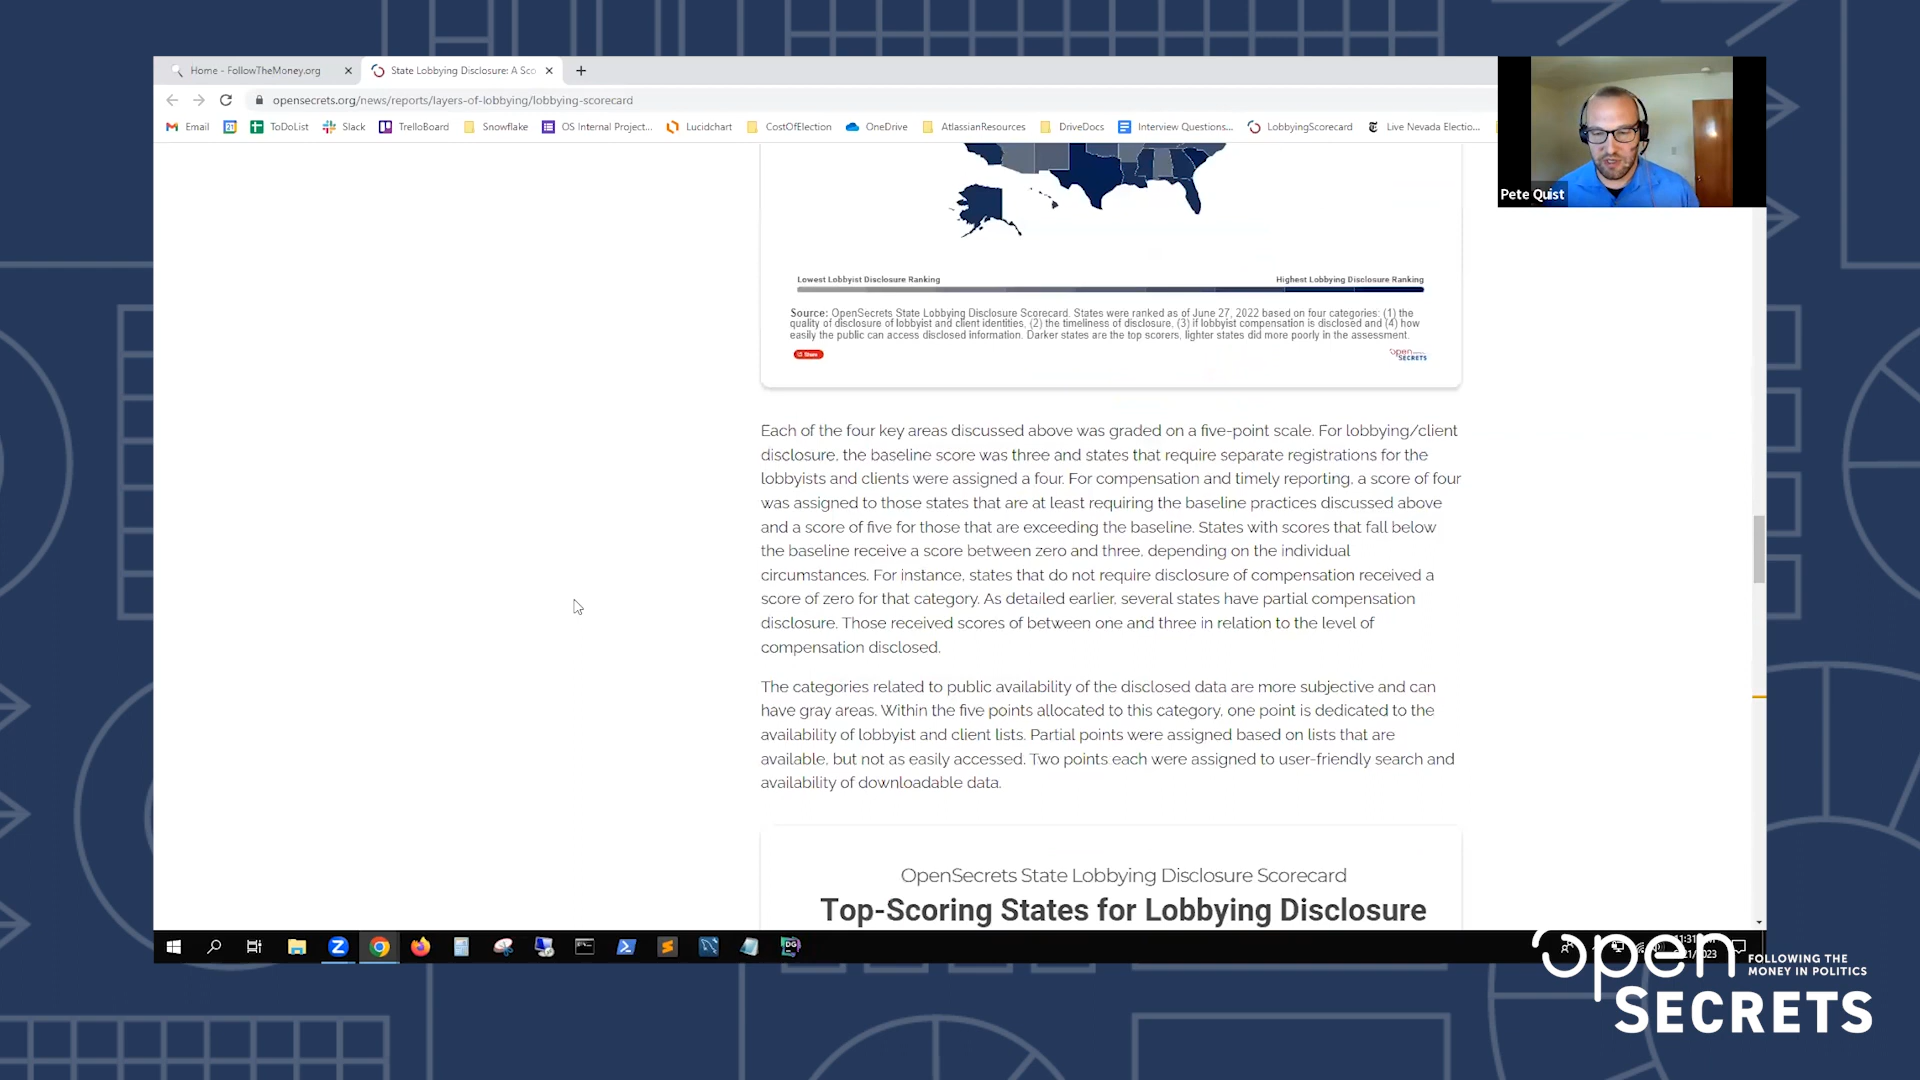 Home - FollowTheMoney.org
State Lobbying Disclosure: A Sco
opensecrets.org/news/reports/layers-of-lobbying/lobbying-scorecard
Email
ToDoList
Slack
TrelloBoard
Snowflake
OS Internal Project...
Lucidchart
CostOfElection
OneDrive
AtlassianResources
DriveDocs
Interview Questions...
LobbyingScorecard
Live Nevada Electio...
Pete Quist
Lowest Lobbyist Disclosure Ranking
Highest Lobbying Disclosure Ranking
Source: OpenSecrets State Lobbying Disclosure Scorecard. States were ranked as of June 27, 2022 based on four categories: (1) the
quality of disclosure of lobbyist and client identities, (2) the timeliness of disclosure, (3) if lobbyist compensation is disclosed and (4) how
easily the public can access disclosed information. Darker states are the top scorers, lighter states did more poorly in the assessment.
Share
open
SECRETS
Each of the four key areas discussed above was graded on a five-point scale. For lobbying/client
disclosure, the baseline score was three and states that require separate registrations for the
lobbyists and clients were assigned a four. For compensation and timely reporting, a score of four
was assigned to those states that are at least requiring the baseline practices discussed above
and a score of five for those that are exceeding the baseline. States with scores that fall below
the baseline receive a score between zero and three, depending on the individual
circumstances. For instance, states that do not require disclosure of compensation received a
score of zero for that category. As detailed earlier, several states have partial compensation
disclosure. Those received scores of between one and three in relation to the level of
compensation disclosed.
The categories related to public availability of the disclosed data are more subjective and can
have gray areas. Within the five points allocated to this category, one point is dedicated to the
availability of lobbyist and client lists. Partial points were assigned based on lists that are
available, but not as easily accessed. Two points each were assigned to user-friendly search and
availability of downloadable data.
OpenSecrets State Lobbying Disclosure Scorecard
Top-Scoring States for Lobbying Disclosure
DG
open
FOLLOWING THE
MONEY IN POLITICS
SECRETS